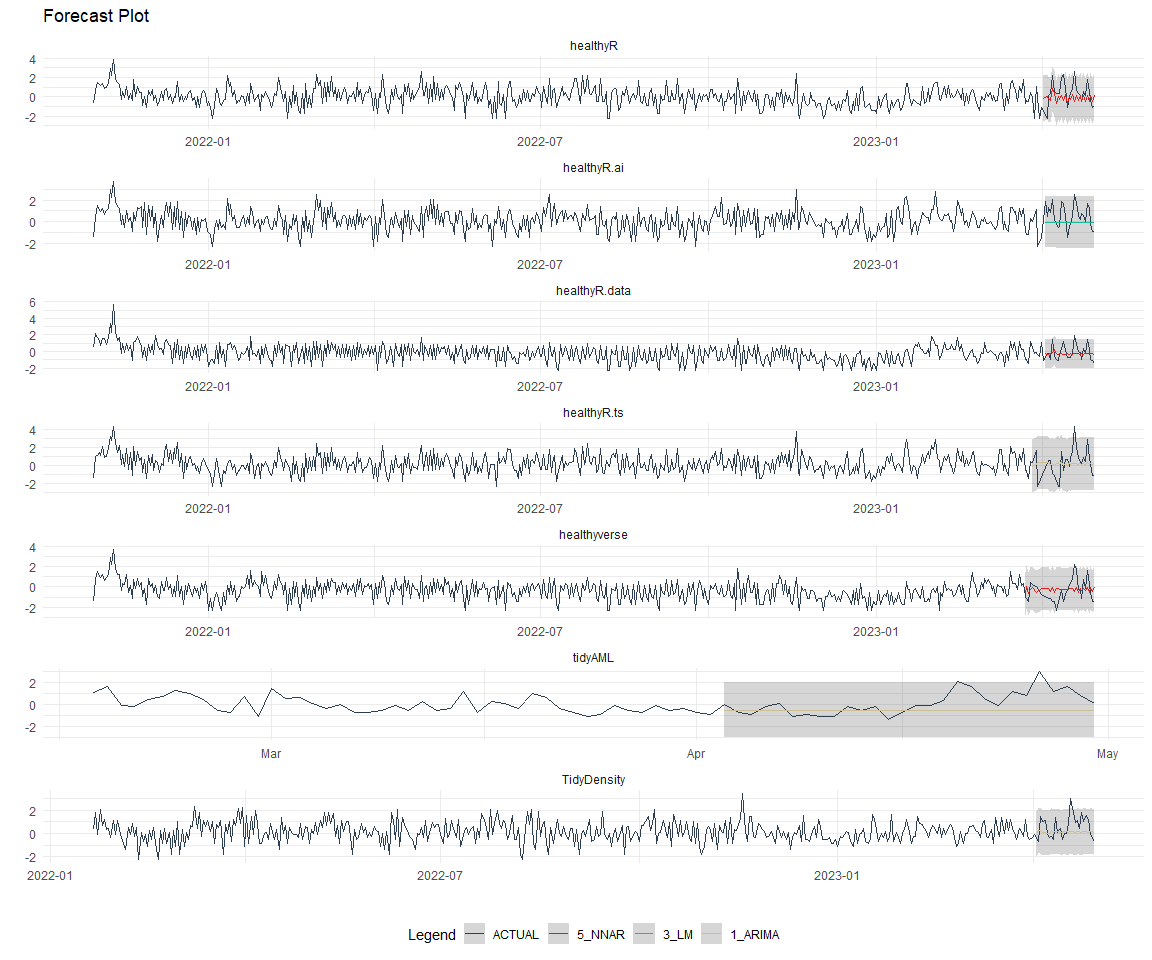 Forecast Plot
healthyR
4
2
0
-2
2022-01 2022-07 2023-01
healthyR.ai
2
0
-2
2022-01 2022-07 2023-01
healthyR.data
6
4
2
0
-2
2022-01 2022-07 2023-01
healthyR.ts
4
2
0
-2
2022-01 2022-07 2023-01
healthyverse
4
2
0
-2
2022-01 2022-07 2023-01
tidyAML
2
0
-2
Mar Apr May
TidyDensity
2
0
-2
2022-01 2022-07 2023-01
Legend ACTUAL 5_NNAR 3_LM 1_ARIMA